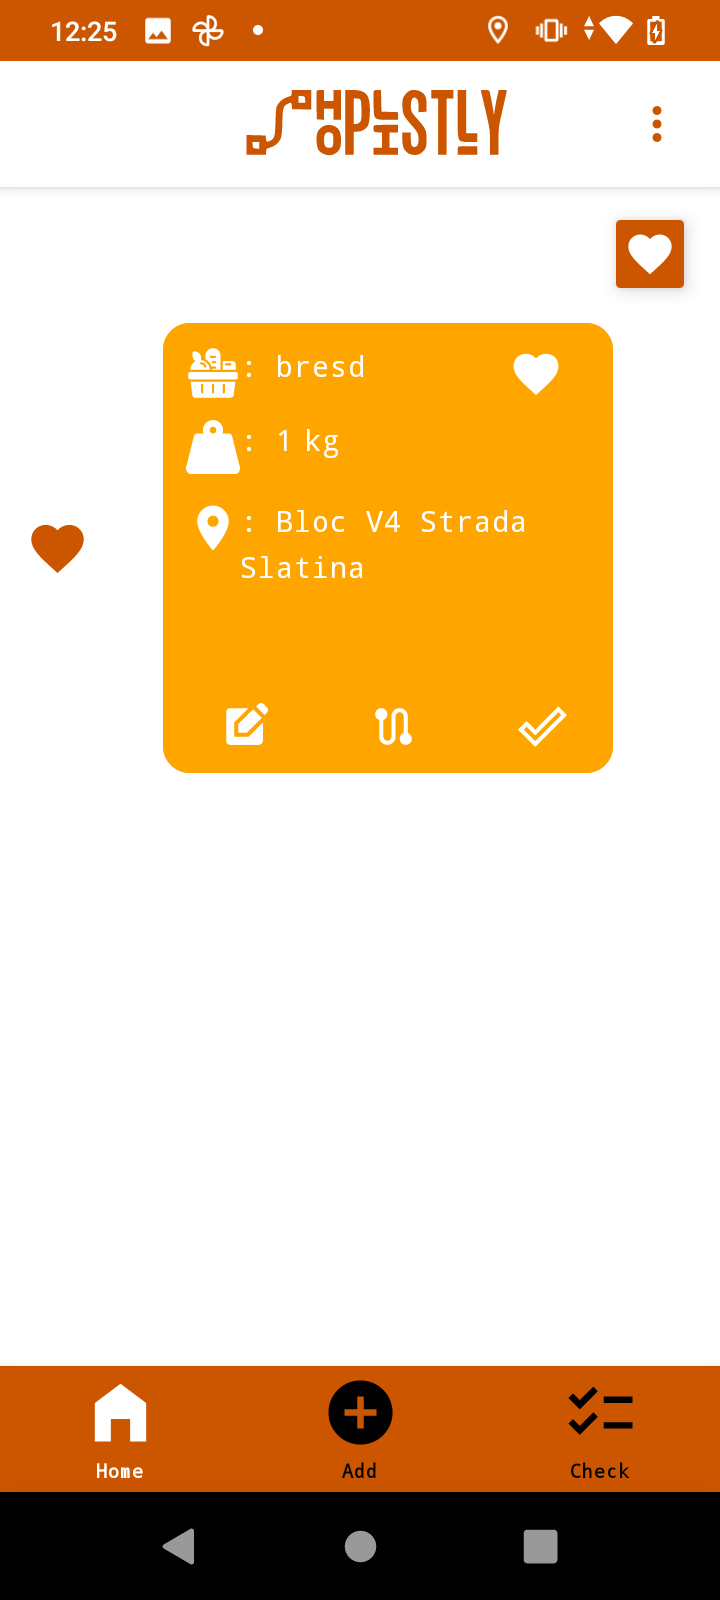 12:25
SHOPLISTLY
: bresd
: 1 kg
: Bloc V4 Strada
Slatina
Home
Add
Check